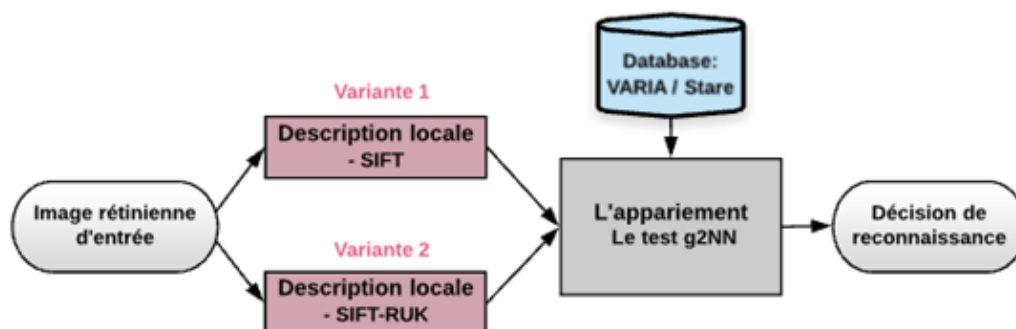 Database:
VARIA / Stare
Variante 1
Description locale
- SIFT
Image rétinienne
d'entrée
L'appariement
Le test g2NN
Décision de
reconnaissance
Variante 2
Description locale
- SIFT-RUK